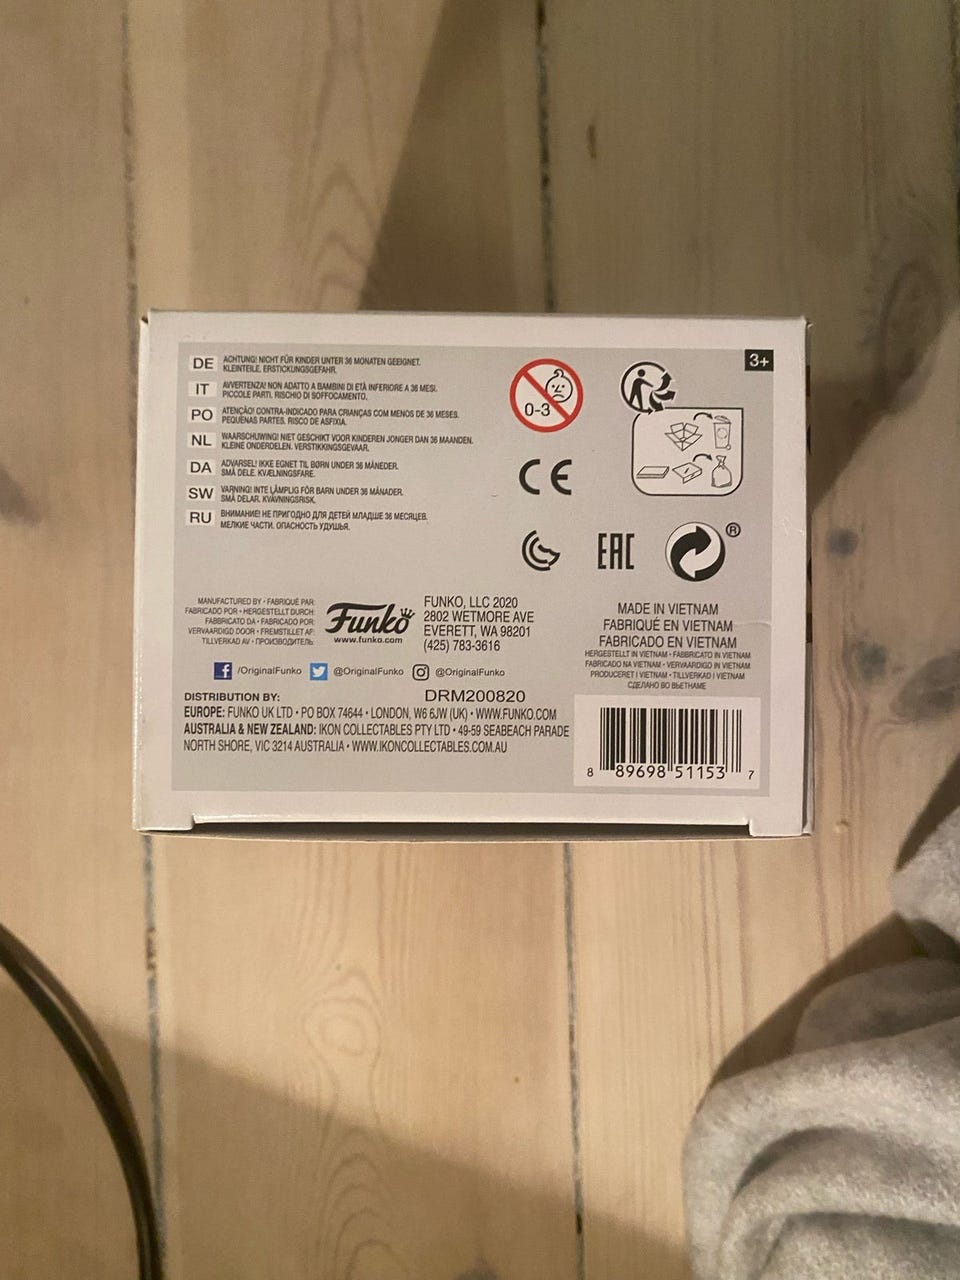 3+
DE ACHTUNG! NICHT FÜR KINDER UNTER 36 MONATEN GEEIGNET.
KLEINTEILE. ERSTICKUNGSGEFAHR.
IT AVVERTENZA! NON ADATTO A BAMBINI DI ETÀ INFERIORE A 36 MESI.
PICCOLE PARTI. RISCHIO DI SOFFOCAMENTO.
PO ATENÇÃO! CONTRA-INDICADO PARA CRIANÇAS COM MENOS DE 36 MESES.
PEQUENAS PARTES. RISCO DE ASFIXIA.
NL WAARSCHUWING! NIET GESCHIKT VOOR KINDEREN JONGER DAN 36 MAANDEN.
KLEINE ONDERDELEN. VERSTIKKINGSGEVAAR.
DA ADVARSEL! IKKE EGNET TIL BØRN UNDER 36 MÅNEDER.
SMÅ DELE. KVÆLNINGSFARE.
SW VARNING! INTE LÄMPLIG FÖR BARN UNDER 36 MÅNADER.
SMÅ DELAR. KVÄVNINGSRISK.
RU ВНИМАНИЕ! НЕ ПРИГОДНО ДЛЯ ДЕТЕЙ МЛАДШЕ 36 МЕСЯЦЕВ.
МЕЛКИЕ ЧАСТИ. ОПАСНОСТЬ УДУШЬЯ.
0-3
CE
EAC
®
MANUFACTURED BY • FABRIQUÉ PAR:
FABRICADO POR • HERGESTELLT DURCH:
FABBRICATO DA • FABRICADO POR:
VERVAARDIGD DOOR • FREMSTILLET AF:
TILLVERKAD AV • ПРОИЗВОДИТЕЛЬ:
Funko
www.funko.com
FUNKO, LLC 2020
2802 WETMORE AVE
EVERETT, WA 98201
(425) 783-3616
MADE IN VIETNAM
FABRIQUÉ EN VIETNAM
FABRICADO EN VIETNAM
HERGESTELLT IN VIETNAM • FABBRICATO IN VIETNAM
FABRICADO NA VIETNAM • VERVAARDIGD IN VIETNAM
PRODUCERET I VIETNAM • TILLVERKAD I VIETNAM
СДЕЛАНО ВО ВЬЕТНАМЕ
/OriginalFunko @OriginalFunko @OriginalFunko
DRM200820
DISTRIBUTION BY:
EUROPE: FUNKO UK LTD • PO BOX 74644 • LONDON, W6 6JW (UK) • WWW.FUNKO.COM
AUSTRALIA & NEW ZEALAND: IKON COLLECTABLES PTY LTD • 49-59 SEABEACH PARADE
NORTH SHORE, VIC 3214 AUSTRALIA • WWW.IKONCOLLECTABLES.COM.AU
8 89698 51153 7